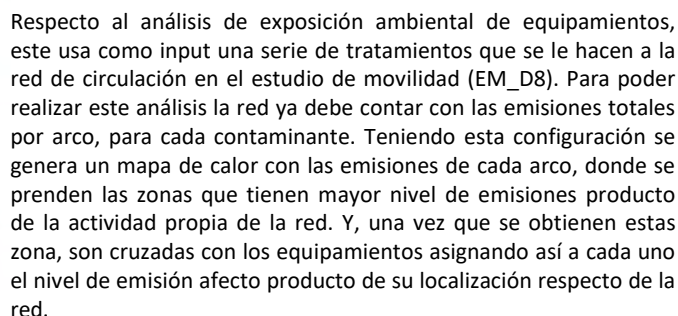 Respecto al análisis de exposición ambiental de equipamientos,
este usa como input una serie de tratamientos que se le hacen a la
red de circulación en el estudio de movilidad (EM_D8). Para poder
realizar este análisis la red ya debe contar con las emisiones totales
por arco, para cada contaminante. Teniendo esta configuración se
genera un mapa de calor con las emisiones de cada arco, donde se
prenden las zonas que tienen mayor nivel de emisiones producto
de la actividad propia de la red. Y, una vez que se obtienen estas
zona, son cruzadas con los equipamientos asignando así a cada uno
el nivel de emisión afecto producto de su localización respecto de la
red.